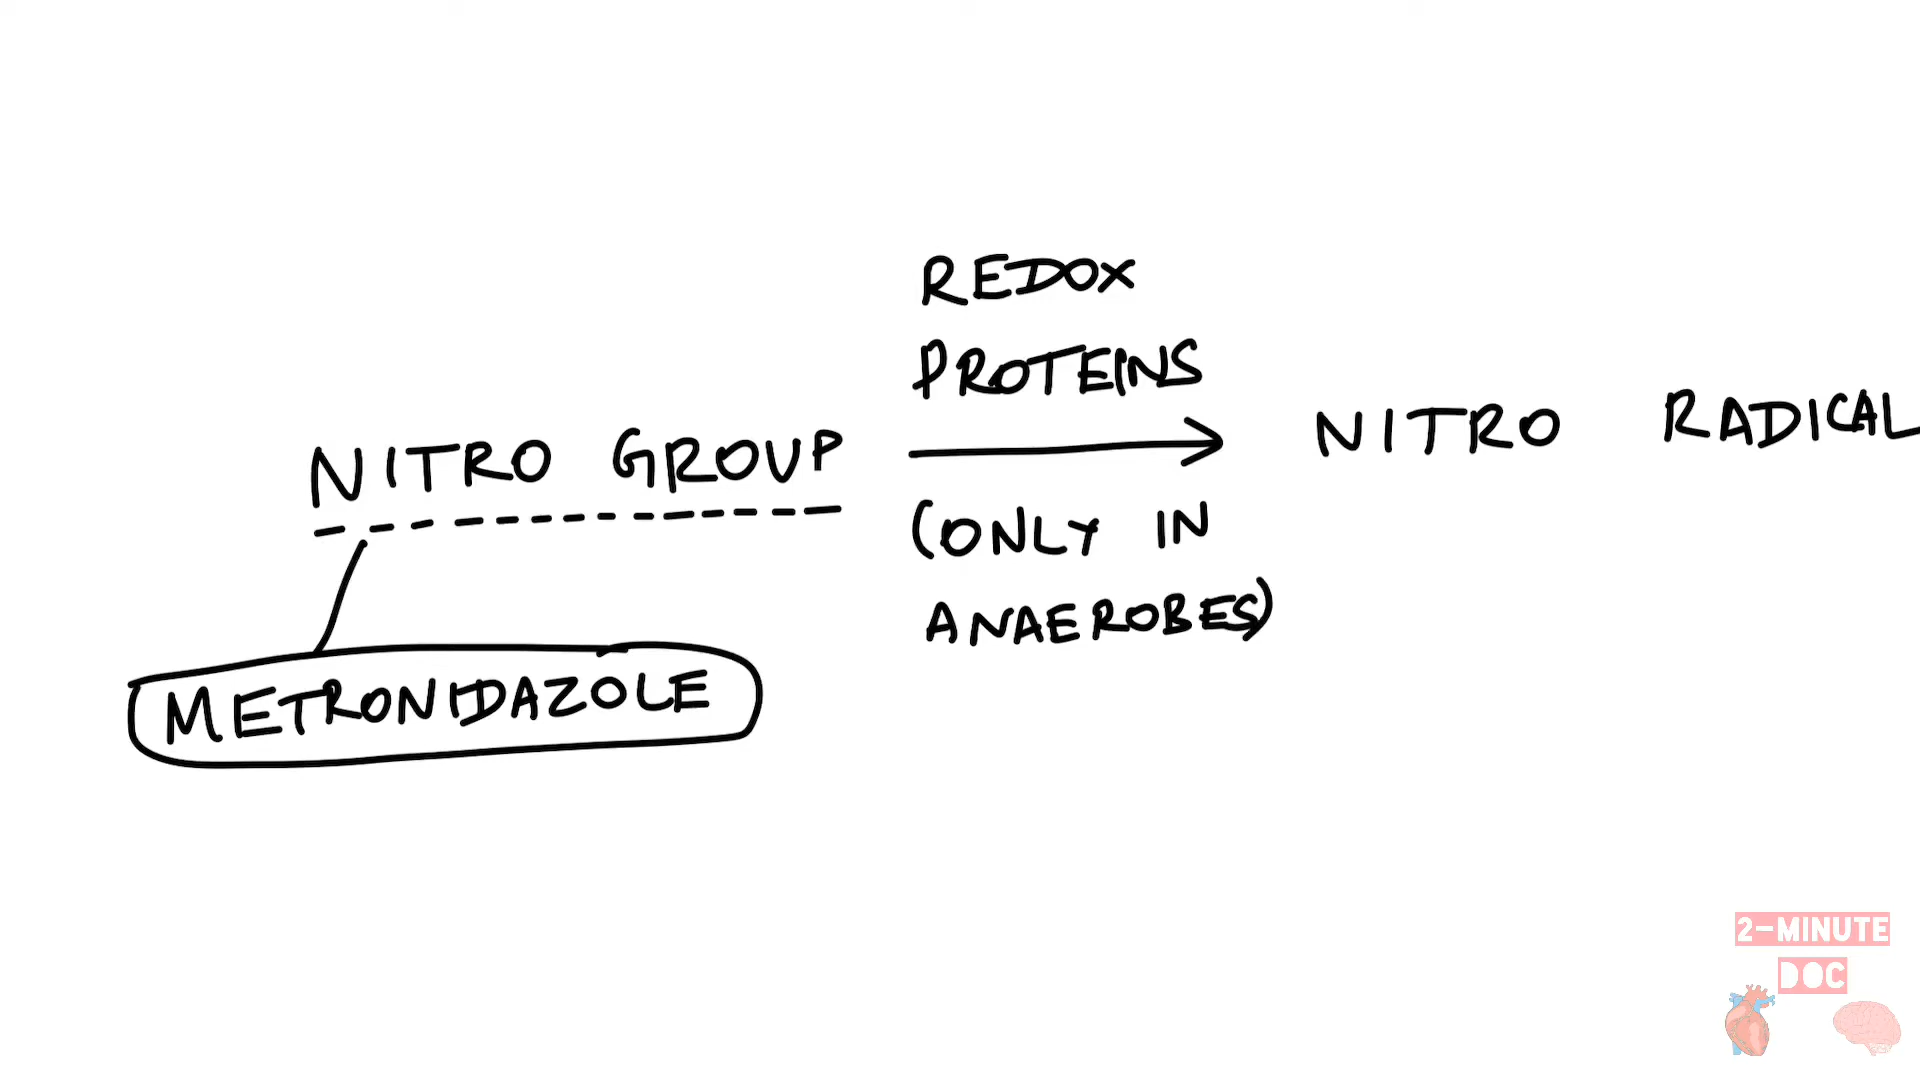 REDOX
PROTEINS
NITRO GROUP
NITRO RADICAL
(ONLY IN
ANAEROBES)
METRONIDAZOLE
2-MINUTE
DOC